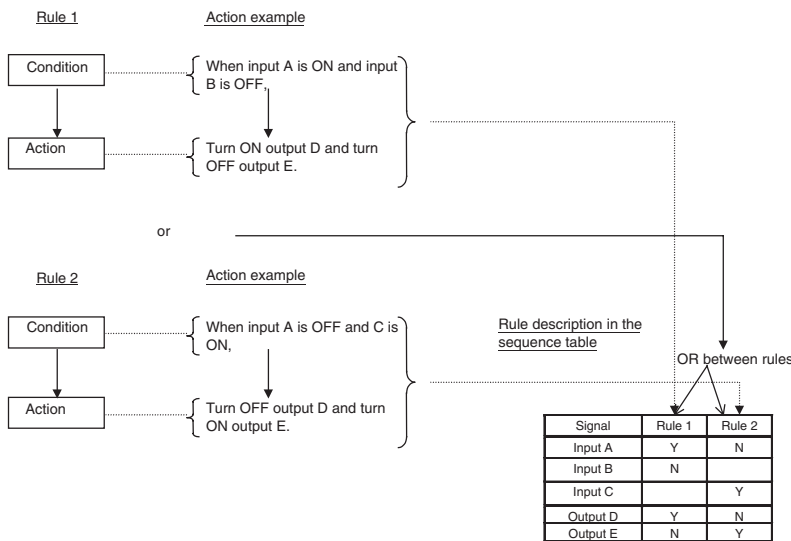 Rule 1
Action example
Condition
When input A is ON and input
B is OFF,
Action
Turn ON output D and turn
OFF output E.
or
Rule 2
Action example
Condition
When input A is OFF and C is
ON,
Action
Turn OFF output D and turn
ON output E.
Rule description in the
sequence table
OR between rules
Signal Rule 1 Rule 2
Input A Y N
Input B N
Input C Y
Output D Y N
Output E N Y